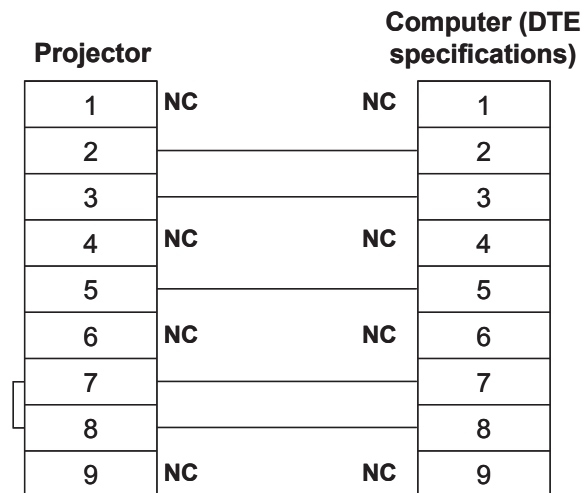 Projector
Computer (DTE
specifications)
1 NC NC 1
2 2
3 3
4 NC NC 4
5 5
6 NC NC 6
7 7
8 8
9 NC NC 9